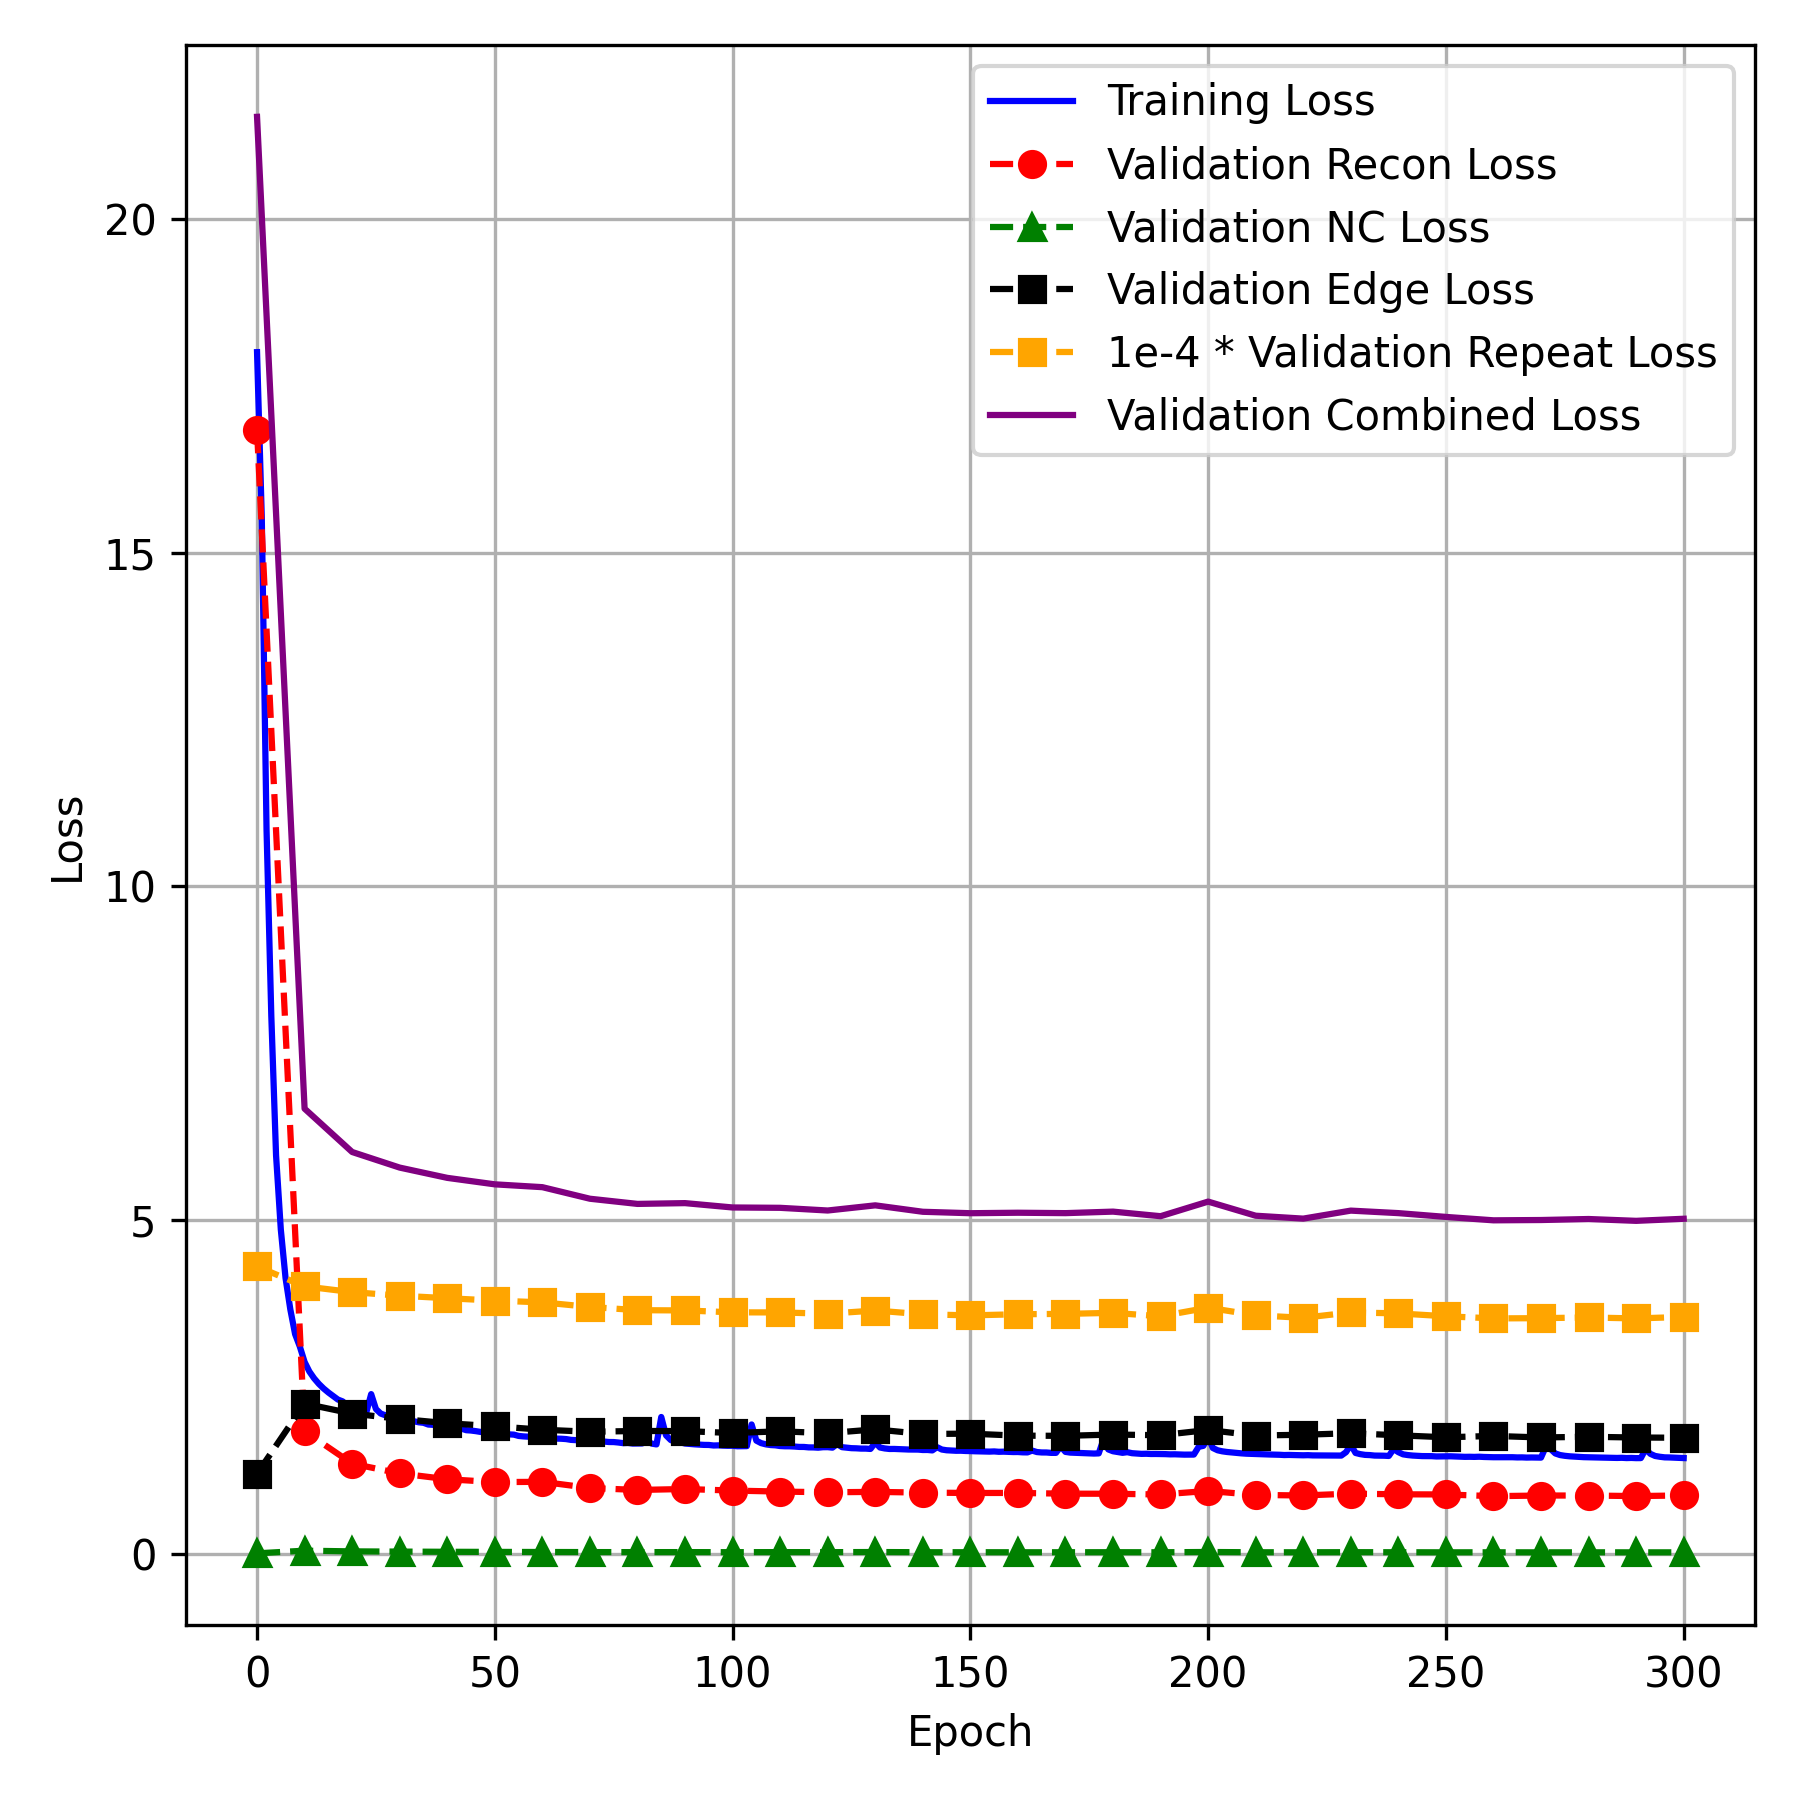 Training Loss
Validation Recon Loss
Validation NC Loss
Validation Edge Loss
1e-4 * Validation Repeat Loss
Validation Combined Loss
20
15
10
5
0
Loss
0 50 100 150 200 250 300
Epoch